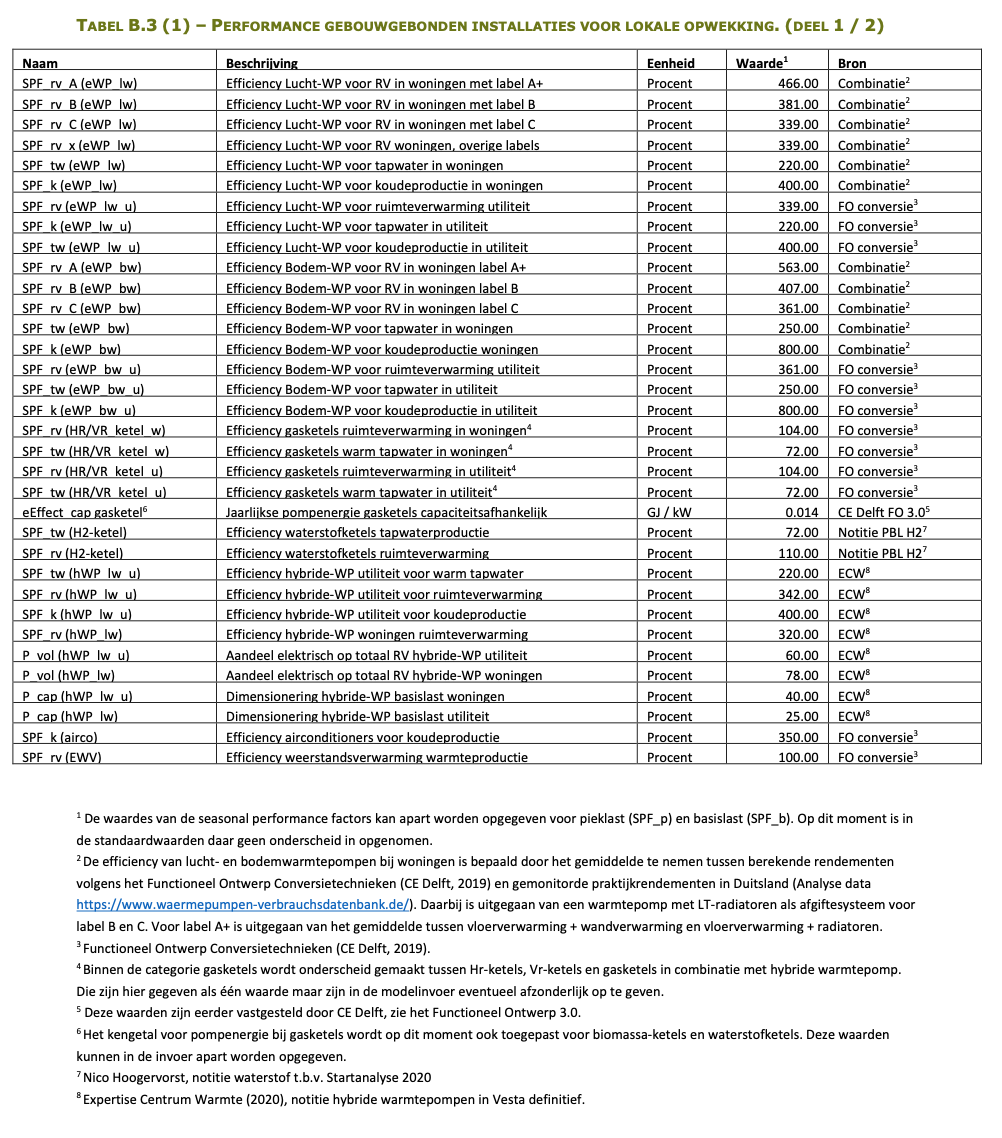 TABEL B.3 (1) – PERFORMANCE GEBOUWGEBONDEN INSTALLATIES VOOR LOKALE OPWEKKING. (DEEL 1 / 2)
Naam Beschrijving Eenheid Waarde¹ Bron
SPF_rv_A (eWP_lw) Efficiency Lucht-WP voor RV in woningen met label A+ Procent 466.00 Combinatie²
SPF_rv_B (eWP_lw) Efficiency Lucht-WP voor RV in woningen met label B Procent 381.00 Combinatie²
SPF_rv_C (eWP_lw) Efficiency Lucht-WP voor RV in woningen met label C Procent 339.00 Combinatie²
SPF_rv_x (eWP_lw) Efficiency Lucht-WP voor RV woningen, overige labels Procent 339.00 Combinatie²
SPF_tw (eWP_lw) Efficiency Lucht-WP voor tapwater in woningen Procent 220.00 Combinatie²
SPF_k (eWP_lw) Efficiency Lucht-WP voor koudeproductie in woningen Procent 400.00 Combinatie²
SPF_rv (eWP_lw_u) Efficiency Lucht-WP voor ruimteverwarming utiliteit Procent 339.00 FO conversie³
SPF_k (eWP_lw_u) Efficiency Lucht-WP voor tapwater in utiliteit Procent 220.00 FO conversie³
SPF_tw (eWP_lw_u) Efficiency Lucht-WP voor koudeproductie in utiliteit Procent 400.00 FO conversie³
SPF_rv_A (eWP_bw) Efficiency Bodem-WP voor RV in woningen label A+ Procent 563.00 Combinatie²
SPF_rv_B (eWP_bw) Efficiency Bodem-WP voor RV in woningen label B Procent 407.00 Combinatie²
SPF_rv_C (eWP_bw) Efficiency Bodem-WP voor RV in woningen label C Procent 361.00 Combinatie²
SPF_tw (eWP_bw) Efficiency Bodem-WP voor tapwater in woningen Procent 250.00 Combinatie²
SPF_k (eWP_bw) Efficiency Bodem-WP voor koudeproductie woningen Procent 800.00 Combinatie²
SPF_rv (eWP_bw_u) Efficiency Bodem-WP voor ruimteverwarming utiliteit Procent 361.00 FO conversie³
SPF_tw (eWP_bw_u) Efficiency Bodem-WP voor tapwater in utiliteit Procent 250.00 FO conversie³
SPF_k (eWP_bw_u) Efficiency Bodem-WP voor koudeproductie in utiliteit Procent 800.00 FO conversie³
SPF_rv (HR/VR_ketel_w) Efficiency gasketels ruimteverwarming in woningen⁴ Procent 104.00 FO conversie³
SPF_tw (HR/VR_ketel_w) Efficiency gasketels warm tapwater in woningen⁴ Procent 72.00 FO conversie³
SPF_rv (HR/VR_ketel_u) Efficiency gasketels ruimteverwarming in utiliteit⁴ Procent 104.00 FO conversie³
SPF_tw (HR/VR_ketel_u) Efficiency gasketels warm tapwater in utiliteit⁴ Procent 72.00 FO conversie³
eEffect_cap gasketel⁶ Jaarlijkse pompenergie gasketels capaciteitsafhankelijk GJ / kW 0.014 CE Delft FO 3.0⁵
SPF_tw (H2-ketel) Efficiency waterstofketels tapwaterproductie Procent 72.00 Notitie PBL H2⁷
SPF_rv (H2-ketel) Efficiency waterstofketels ruimteverwarming Procent 110.00 Notitie PBL H2⁷
SPF_tw (hWP_lw_u) Efficiency hybride-WP utiliteit voor warm tapwater Procent 220.00 ECW⁸
SPF_rv (hWP_lw_u) Efficiency hybride-WP utiliteit voor ruimteverwarming Procent 342.00 ECW⁸
SPF_k (hWP_lw_u) Efficiency hybride-WP utiliteit voor koudeproductie Procent 400.00 ECW⁸
SPF_rv (hWP_lw) Efficiency hybride-WP woningen ruimteverwarming Procent 320.00 ECW⁸
P_vol (hWP_lw_u) Aandeel elektrisch op totaal RV hybride-WP utiliteit Procent 60.00 ECW⁸
P_vol (hWP_lw) Aandeel elektrisch op totaal RV hybride-WP woningen Procent 78.00 ECW⁸
P_cap (hWP_lw_u) Dimensionering hybride-WP basislast woningen Procent 40.00 ECW⁸
P_cap (hWP_lw) Dimensionering hybride-WP basislast utiliteit Procent 25.00 ECW⁸
SPF_k (airco) Efficiency airconditioners voor koudeproductie Procent 350.00 FO conversie³
SPF_rv (EWV) Efficiency weerstandsverwarming warmteproductie Procent 100.00 FO conversie³
¹ De waardes van de seasonal performance factors kan apart worden opgegeven voor pieklast (SPF_p) en basislast (SPF_b). Op dit moment is in
de standaardwaarden daar geen onderscheid in opgenomen.
² De efficiency van lucht- en bodemwarmtepompen bij woningen is bepaald door het gemiddelde te nemen tussen berekende rendementen
volgens het Functioneel Ontwerp Conversietechnieken (CE Delft, 2019) en gemonitorde praktijkrendementen in Duitsland (Analyse data
https://www.waermepumpen-verbrauchsdatenbank.de/). Daarbij is uitgegaan van een warmtepomp met LT-radiatoren als afgiftesysteem voor
label B en C. Voor label A+ is uitgegaan van het gemiddelde tussen vloerverwarming + wandverwarming en vloerverwarming + radiatoren.
³ Functioneel Ontwerp Conversietechnieken (CE Delft, 2019).
⁴ Binnen de categorie gasketels wordt onderscheid gemaakt tussen Hr-ketels, Vr-ketels en gasketels in combinatie met hybride warmtepomp.
Die zijn hier gegeven als één waarde maar zijn in de modelinvoer eventueel afzonderlijk op te geven.
⁵ Deze waarden zijn eerder vastgesteld door CE Delft, zie het Functioneel Ontwerp 3.0.
⁶ Het kengetal voor pompenergie bij gasketels wordt op dit moment ook toegepast voor biomassa-ketels en waterstofketels. Deze waarden
kunnen in de invoer apart worden opgegeven.
⁷ Nico Hoogervorst, notitie waterstof t.b.v. Startanalyse 2020
⁸ Expertise Centrum Warmte (2020), notitie hybride warmtepompen in Vesta definitief.